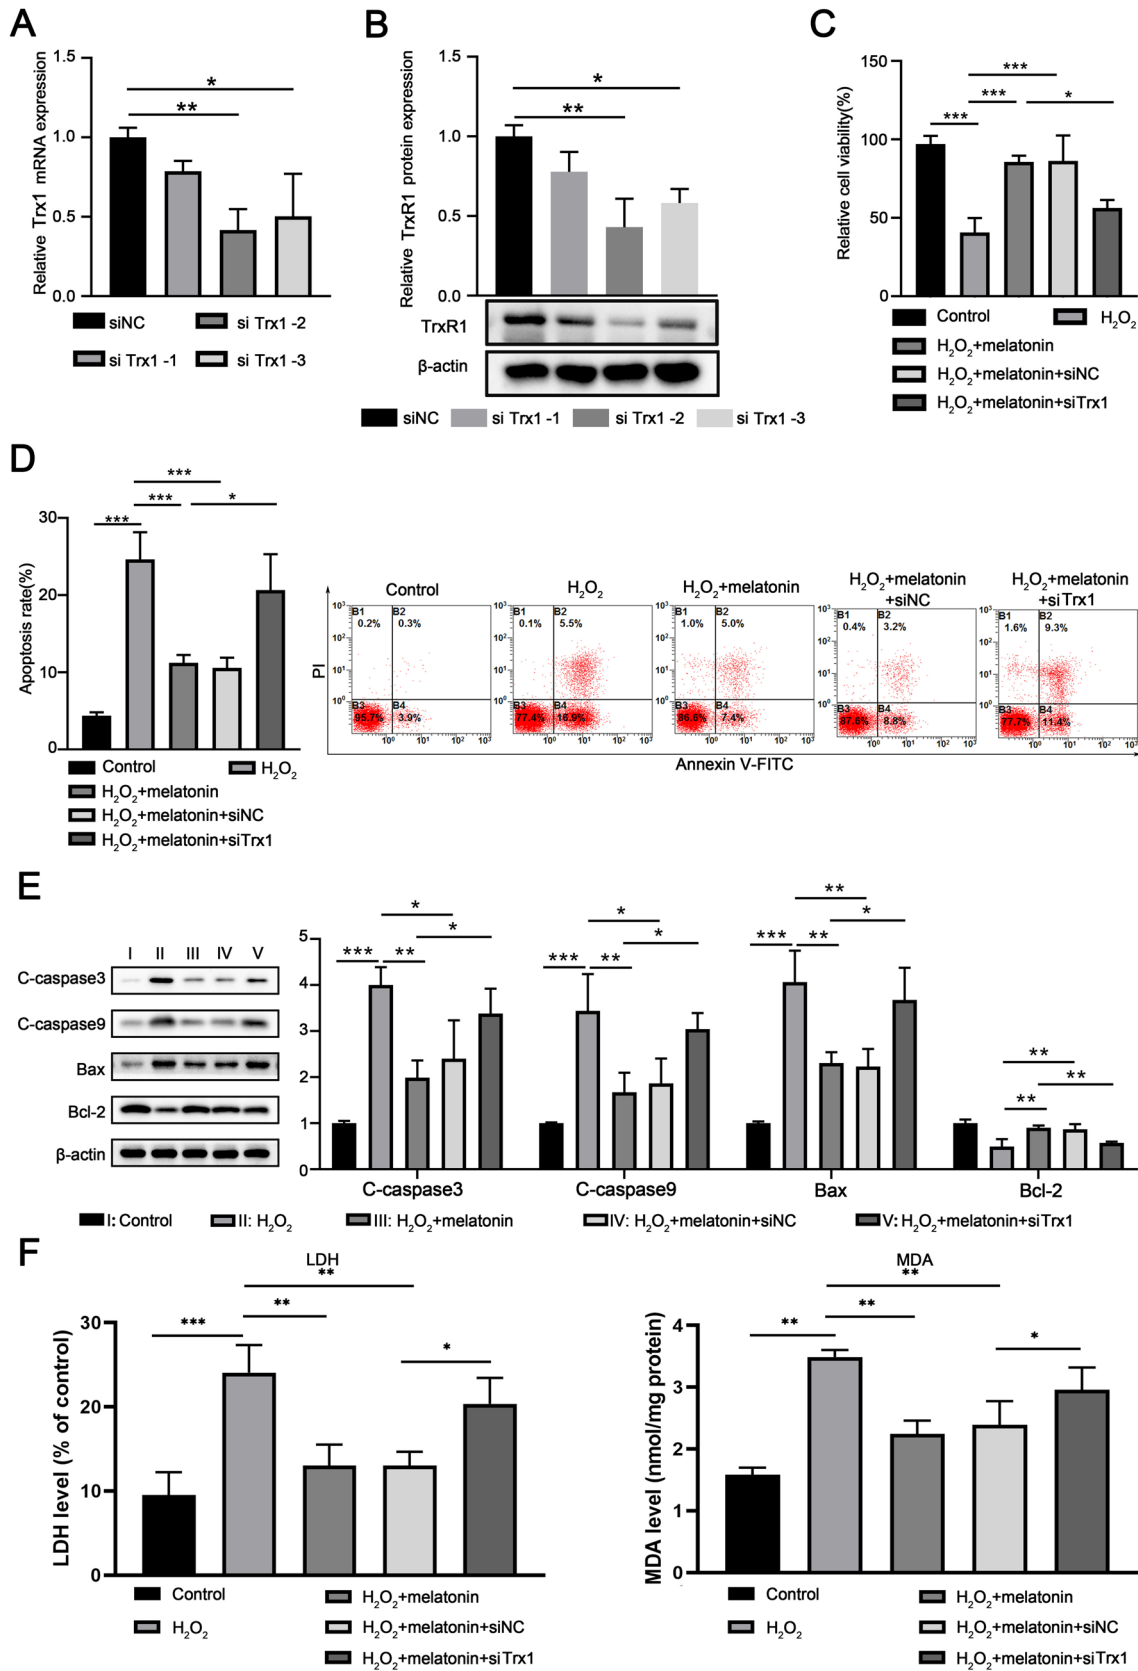 A
Relative Trx1 mRNA expression
1.5
1.0
0.5
0.0
*
**
siNC
si Trx1 -2
si Trx1 -1
si Trx1 -3
B
Relative TrxR1 protein expression
1.5
1.0
0.5
0.0
*
**
TrxR1
β-actin
siNC
si Trx1 -1
si Trx1 -2
si Trx1 -3
C
Relative cell viability(%)
150
100
50
0
***
***
*
***
Control
H₂O₂
H₂O₂+melatonin
H₂O₂+melatonin+siNC
H₂O₂+melatonin+siTrx1
D
Apoptosis rate(%)
30
20
10
0
***
***
*
***
Control
H₂O₂
H₂O₂+melatonin
H₂O₂+melatonin+siNC
H₂O₂+melatonin+siTrx1
PI
Control
B1 0.2%
B2 0.3%
B3 95.7%
B4 3.9%
H₂O₂
B1 0.1%
B2 5.5%
B3 77.4%
B4 16.9%
H₂O₂+melatonin
B1 1.0%
B2 5.0%
B3 86.6%
B4 7.4%
H₂O₂+melatonin
+siNC
B1 0.4%
B2 3.2%
B3 87.6%
B4 8.8%
H₂O₂+melatonin
+siTrx1
B1 1.6%
B2 9.3%
B3 77.7%
B4 11.4%
10³
10²
10¹
10⁰
10⁰ 10¹ 10² 10³
Annexin V-FITC
E
I II III IV V
C-caspase3
C-caspase9
Bax
Bcl-2
β-actin
5
4
3
2
1
0
*
*
*** **
*
*
*** **
**
*
*** **
**
**
**
C-caspase3
C-caspase9
Bax
Bcl-2
I: Control
II: H₂O₂
III: H₂O₂+melatonin
IV: H₂O₂+melatonin+siNC
V: H₂O₂+melatonin+siTrx1
F
LDH
**
**
***
*
LDH level (% of control)
30
20
10
0
Control
H₂O₂
H₂O₂+melatonin
H₂O₂+melatonin+siNC
H₂O₂+melatonin+siTrx1
MDA
**
**
**
*
MDA level (nmol/mg protein)
4
3
2
1
0
Control
H₂O₂
H₂O₂+melatonin
H₂O₂+melatonin+siNC
H₂O₂+melatonin+siTrx1